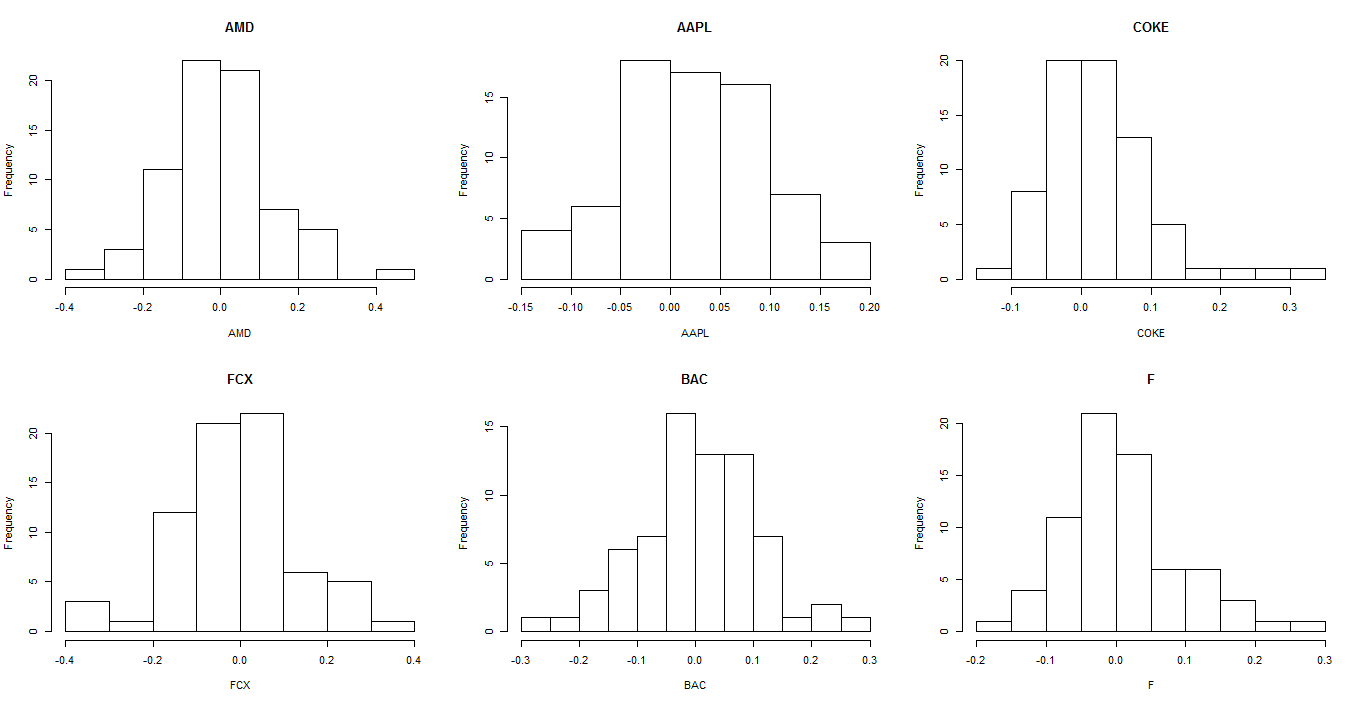 AMD
Frequency
0 5 10 15 20
-0.4 -0.2 0.0 0.2 0.4
AMD
AAPL
Frequency
0 5 10 15
-0.15 -0.10 -0.05 0.00 0.05 0.10 0.15 0.20
AAPL
COKE
Frequency
0 5 10 15 20
-0.1 0.0 0.1 0.2 0.3
COKE
FCX
Frequency
0 5 10 15 20
-0.4 -0.2 0.0 0.2 0.4
FCX
BAC
Frequency
0 5 10 15
-0.3 -0.2 -0.1 0.0 0.1 0.2 0.3
BAC
F
Frequency
0 5 10 15 20
-0.2 -0.1 0.0 0.1 0.2 0.3
F